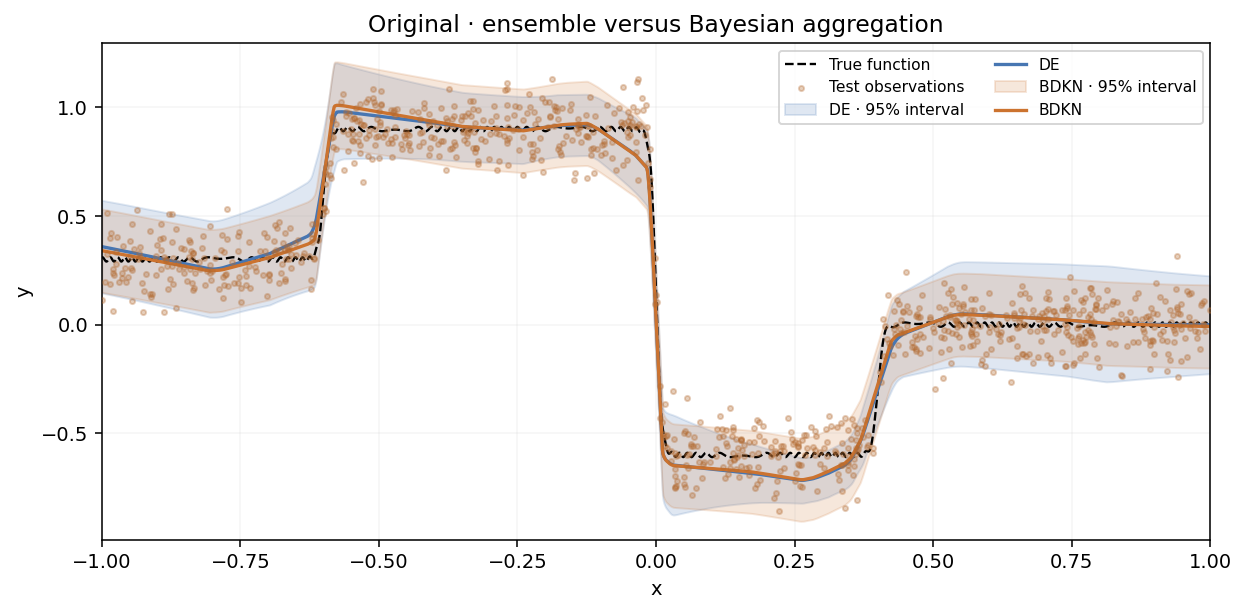 Original · ensemble versus Bayesian aggregation
True function
Test observations
DE · 95% interval
DE
BDKN · 95% interval
BDKN
y
1.0
0.5
0.0
−0.5
−1.00
−0.75
−0.50
−0.25
0.00
0.25
0.50
0.75
1.00
x